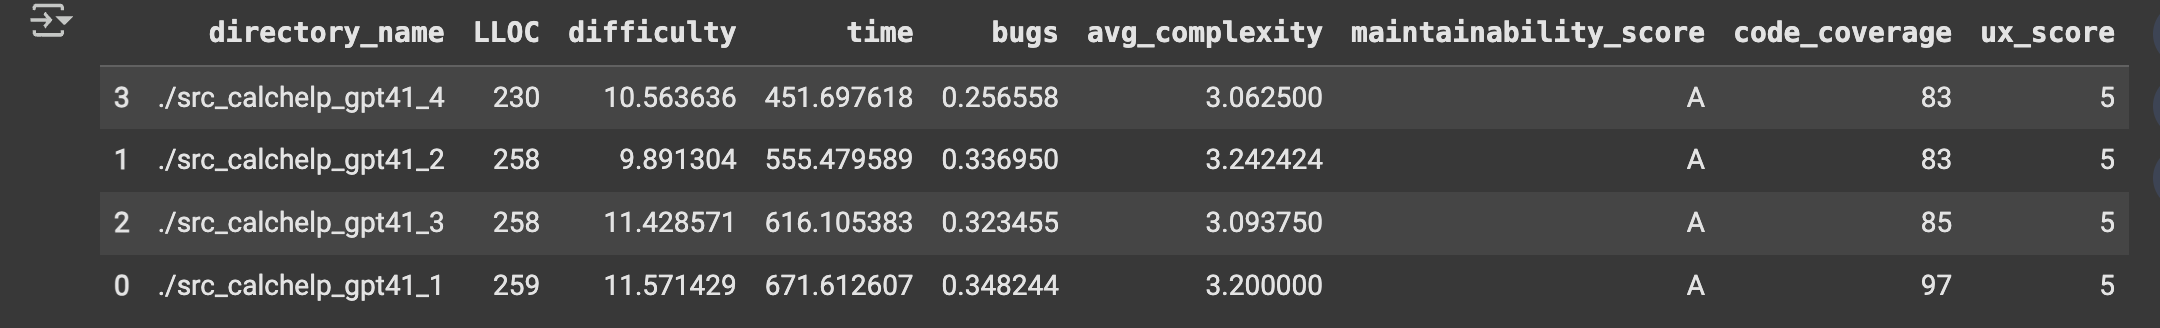 directory_name LLOC difficulty time bugs avg_complexity maintainability_score code_coverage ux_score
3 ./src_calchelp_gpt41_4 230 10.563636 451.697618 0.256558 3.062500 A 83 5
1 ./src_calchelp_gpt41_2 258 9.891304 555.479589 0.336950 3.242424 A 83 5
2 ./src_calchelp_gpt41_3 258 11.428571 616.105383 0.323455 3.093750 A 85 5
0 ./src_calchelp_gpt41_1 259 11.571429 671.612607 0.348244 3.200000 A 97 5